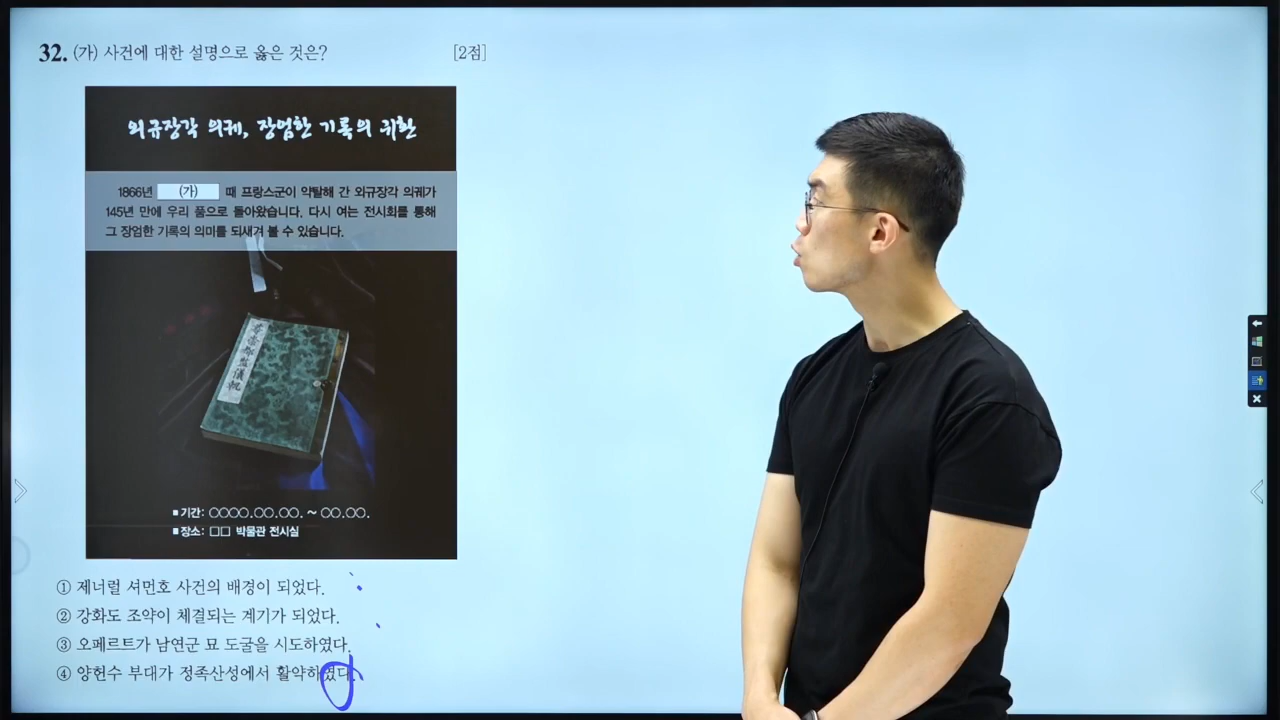 32. (가) 사건에 대한 설명으로 옳은 것은? [2점]
외규장각 의궤, 장엄한 기록의 귀환
1866년 (가) 때 프랑스군이 약탈해 간 외규장각 의궤가
145년 만에 우리 품으로 돌아왔습니다. 다시 여는 전시회를 통해
그 장엄한 기록의 의미를 되새겨 볼 수 있습니다.
■기간: ○○○○.○○.○○. ~ ○○.○○.
■장소: □□ 박물관 전시실
① 제너럴 셔먼호 사건의 배경이 되었다.
② 강화도 조약이 체결되는 계기가 되었다.
③ 오페르트가 남연군 묘 도굴을 시도하였다.
④ 양헌수 부대가 정족산성에서 활약하였다.